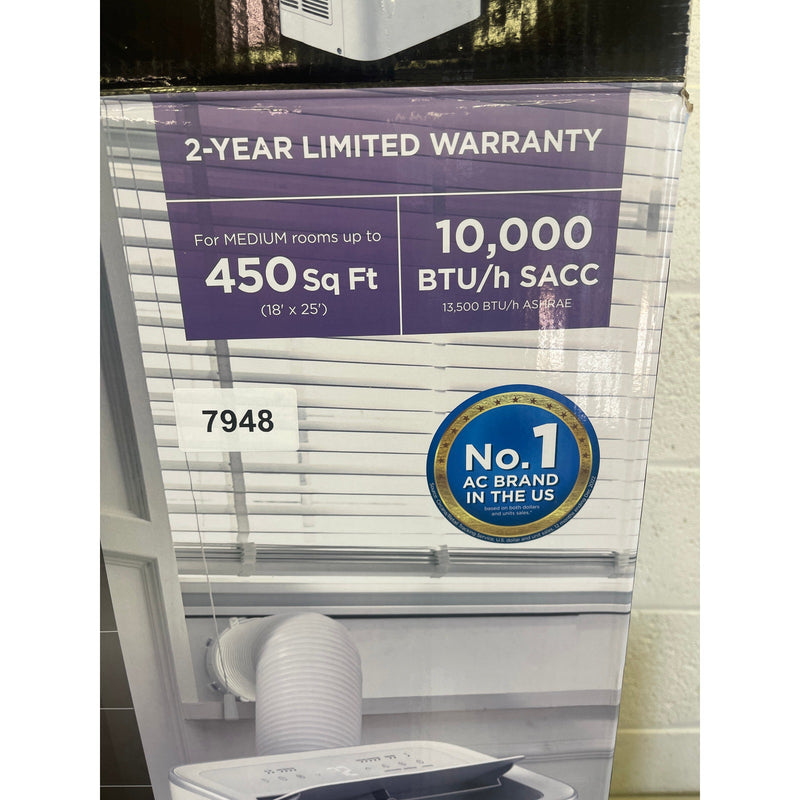 2-YEAR LIMITED WARRANTY
For MEDIUM rooms up to
450 Sq Ft
(18' x 25')
10,000
BTU/h SACC
13,500 BTU/h ASHRAE
7948
No.1
AC BRAND
IN THE US
based on both dollars
and units sales.*